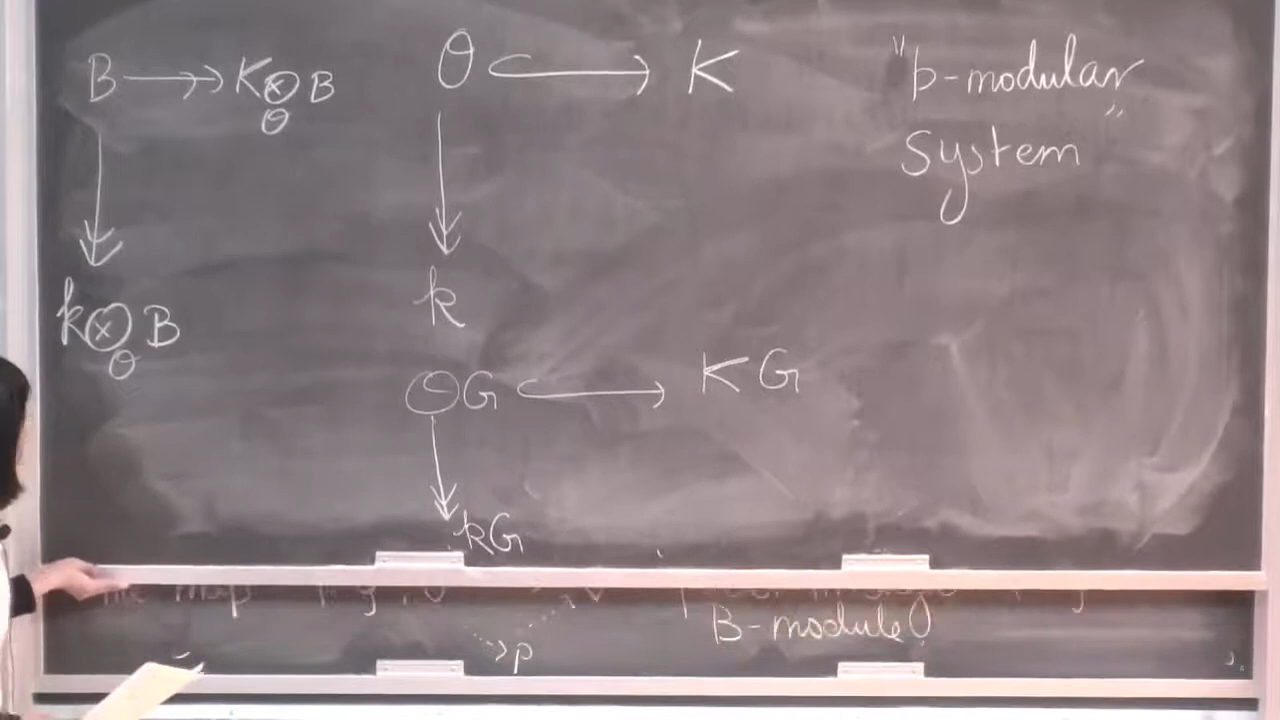 B ↠ K ⊗_O B    O ↪ K    "p-modular
system"
k ⊗_O B    k
OG ↪ KG
kG
B-module
p